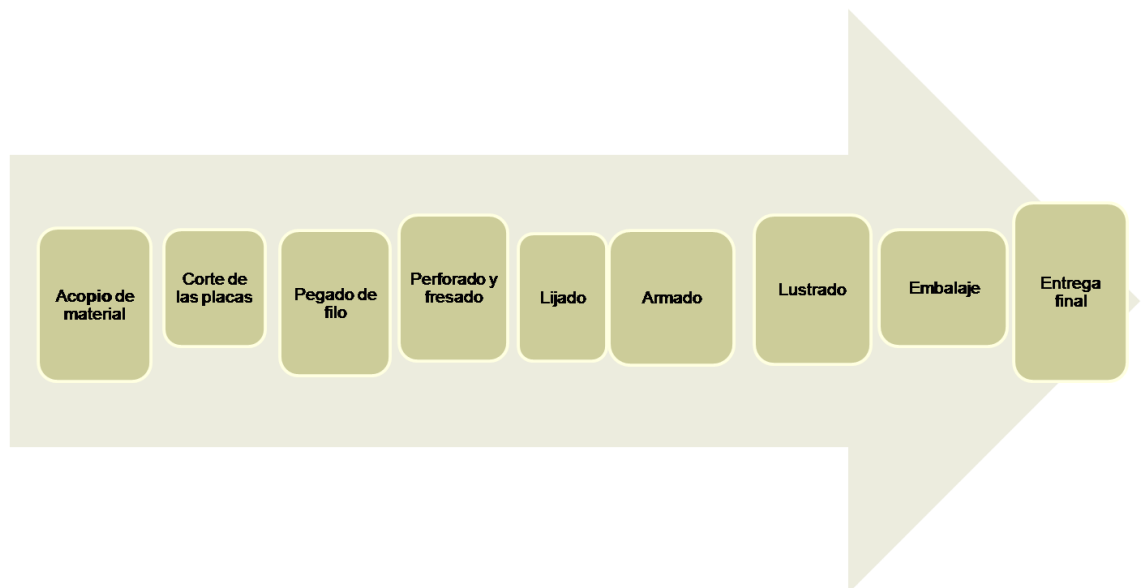 Acopio de
material
Corte de
las placas
Pegado de
filo
Perforado y
fresado
Lijado
Armado
Lustrado
Embalaje
Entrega
final